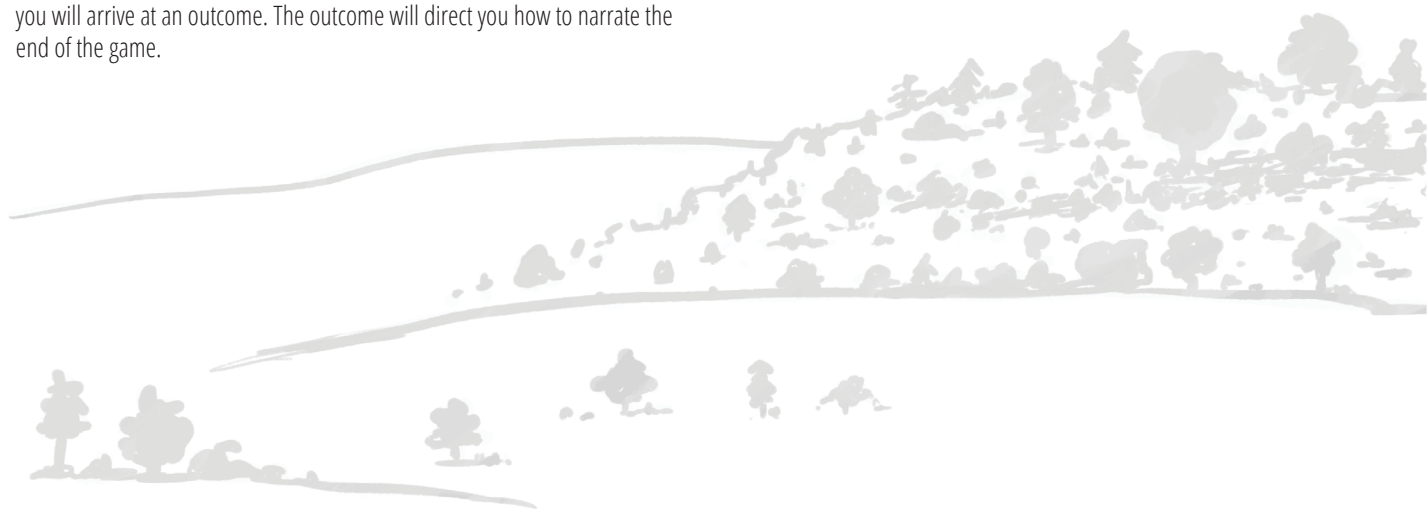 you will arrive at an outcome. The outcome will direct you how to narrate the
end of the game.